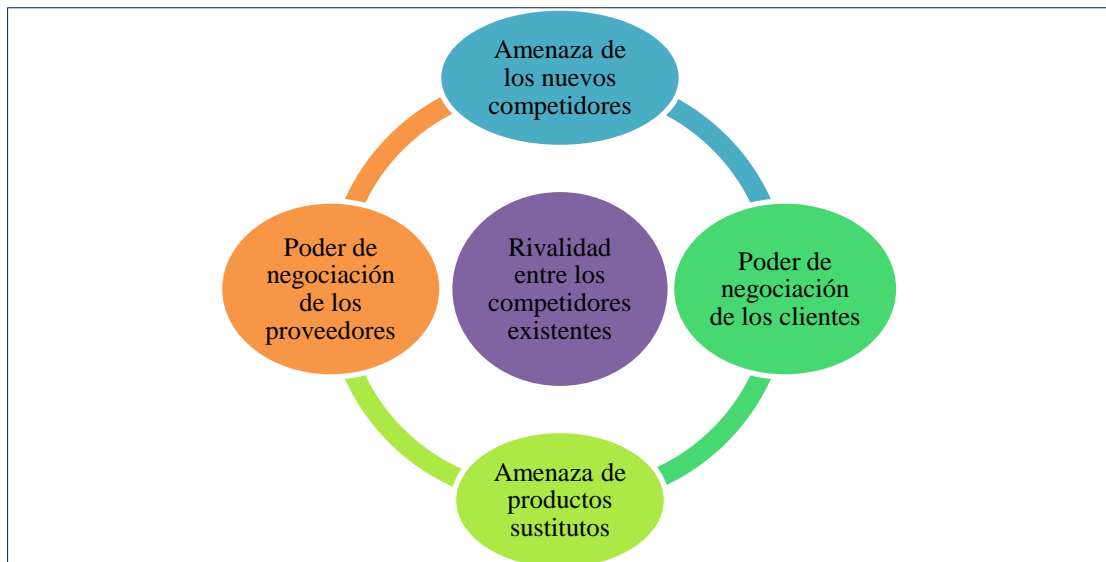 Amenaza de
los nuevos
competidores
Poder de
negociación
de los
proveedores
Rivalidad
entre los
competidores
existentes
Poder de
negociación
de los clientes
Amenaza de
productos
sustitutos